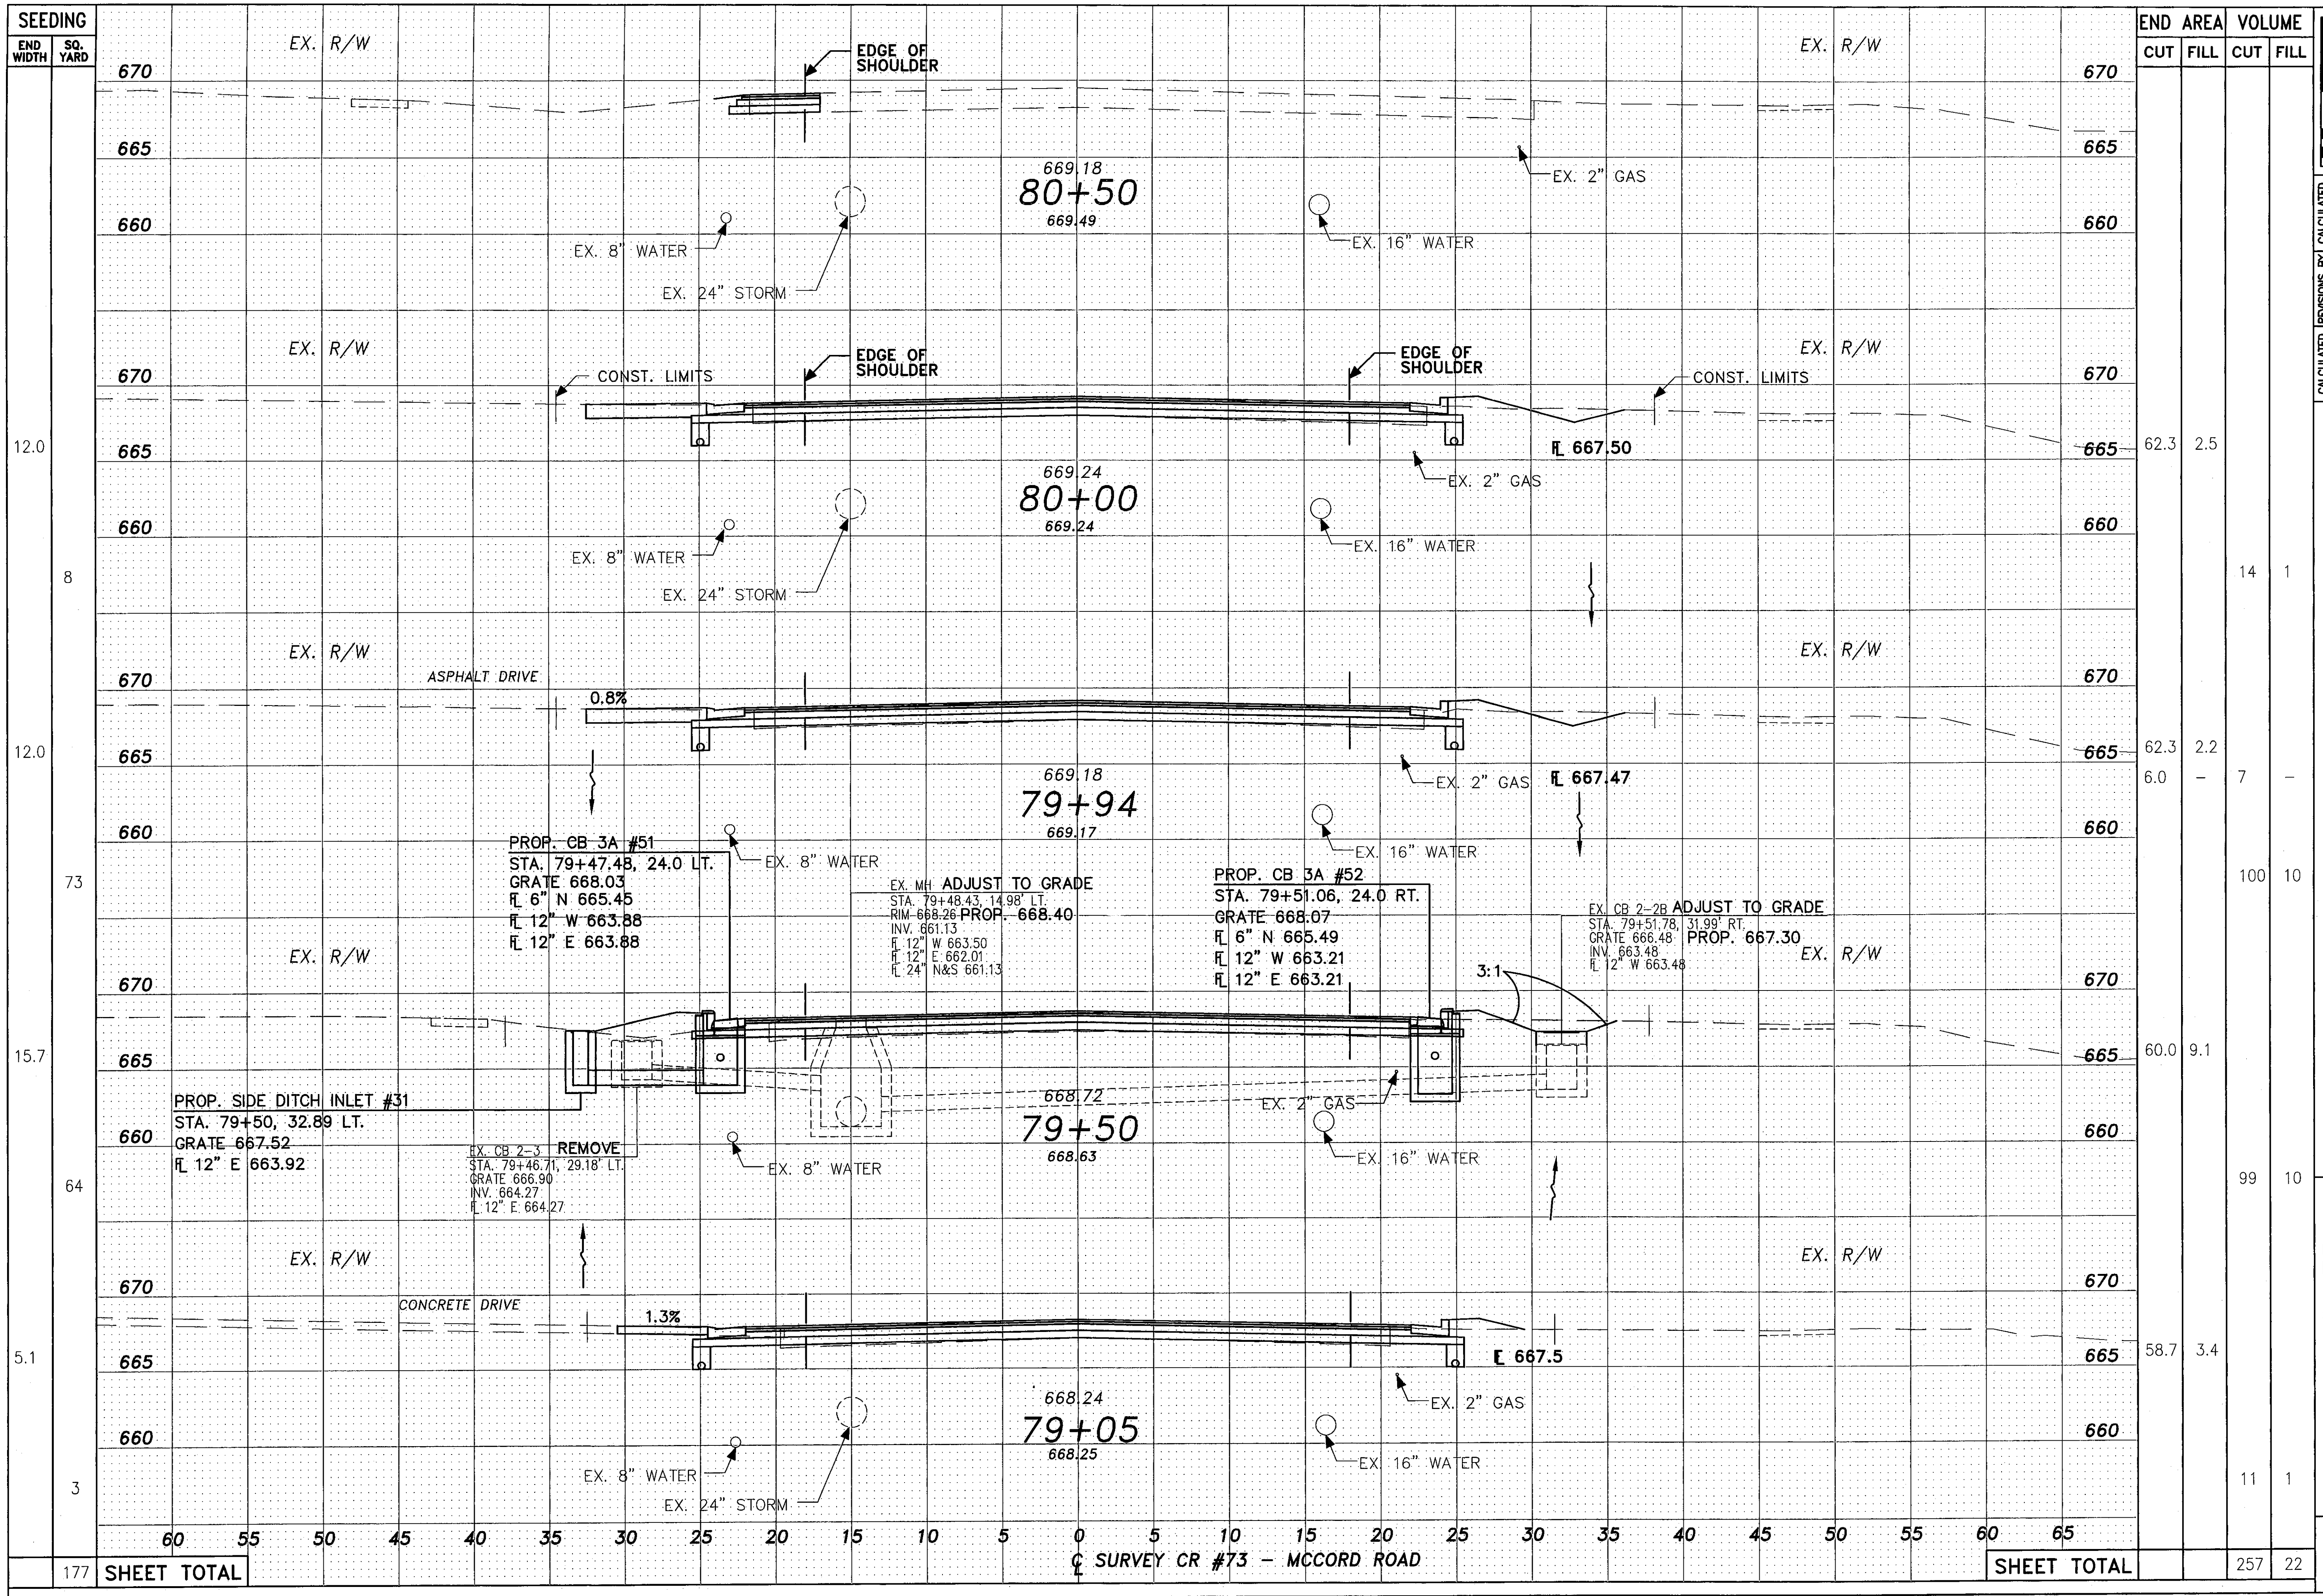 SEEDING
END WIDTH
SQ. YARD
END AREA
VOLUME
CUT
FILL
CUT
FILL
EX. R/W
EDGE OF
SHOULDER
EX. R/W
670
670
665
665
669.18
80+50
669.49
EX. 2" GAS
660
660
EX. 8" WATER
EX. 16" WATER
EX. 24" STORM
EX. R/W
EDGE OF
SHOULDER
EDGE OF
SHOULDER
EX. R/W
670
CONST. LIMITS
CONST. LIMITS
670
12.0
665
℄ 667.50
665
62.3
2.5
669.24
80+00
669.24
EX. 2" GAS
660
660
EX. 8" WATER
EX. 16" WATER
8
14
1
EX. 24" STORM
EX. R/W
EX. R/W
ASPHALT DRIVE
670
670
0.8%
12.0
665
665
62.3
2.2
669.18
79+94
669.17
EX. 2" GAS
FL 667.47
6.0
–
7
–
660
660
EX. 8" WATER
EX. 16" WATER
PROP. CB 3A #51
STA. 79+47.48, 24.0 LT.
GRATE 668.03
FL 6" N 665.45
FL 12" W 663.88
FL 12" E 663.88
73
EX. MH ADJUST TO GRADE
STA. 79+48.43, 14.98' LT.
RIM 668.26 PROP. 668.40
INV. 661.13
FL 12" W 663.50
FL 12" E 662.01
FL 24" N&S 661.13
PROP. CB 3A #52
STA. 79+51.06, 24.0 RT.
GRATE 668.07
FL 6" N 665.49
FL 12" W 663.21
FL 12" E 663.21
EX. CB 2-2B ADJUST TO GRADE
STA. 79+51.78, 31.99' RT.
GRATE 666.48 PROP. 667.30
INV. 663.48
FL 12" W 663.48
100
10
EX. R/W
EX. R/W
670
3:1
670
15.7
665
665
60.0
9.1
PROP. SIDE DITCH INLET #31
STA. 79+50, 32.89 LT.
GRATE 667.52
FL 12" E 663.92
668.72
79+50
668.63
EX. 2" GAS
660
660
EX. CB 2-3 REMOVE
STA. 79+46.71, 29.18' LT.
GRATE 666.90
INV. 664.27
FL 12" E 664.27
EX. 8" WATER
EX. 16" WATER
64
99
10
EX. R/W
EX. R/W
670
670
CONCRETE DRIVE
1.3%
5.1
665
667.5
665
58.7
3.4
668.24
79+05
668.25
EX. 2" GAS
660
660
EX. 8" WATER
EX. 16" WATER
3
EX. 24" STORM
11
1
60 55 50 45 40 35 30 25 20 15 10 5 0 5 10 15 20 25 30 35 40 45 50 55 60 65
℄ SURVEY CR #73 – MCCORD ROAD
177
SHEET TOTAL
SHEET TOTAL
257
22
CALCULATED
REVISIONS BY
CALCULATED